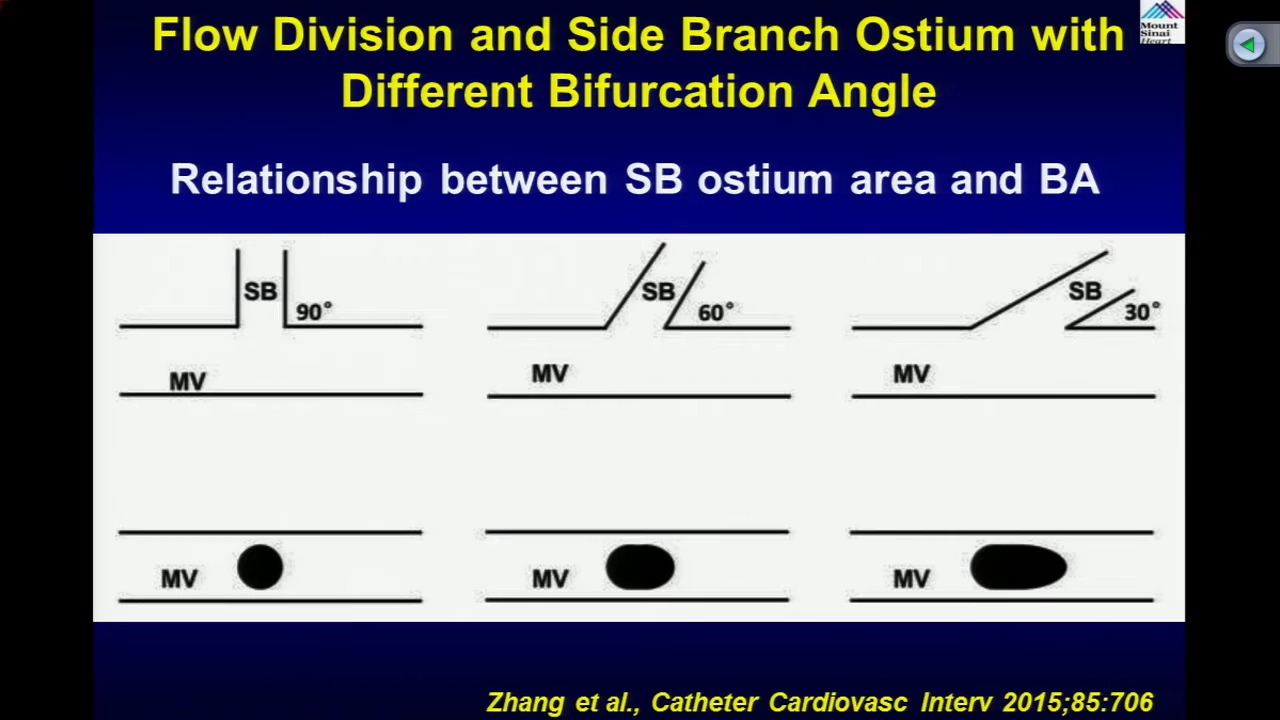 Flow Division and Side Branch Ostium with
Different Bifurcation Angle
Mount
Sinai
Heart
Relationship between SB ostium area and BA
SB
90°
MV
SB
60°
MV
SB
30°
MV
MV
MV
MV
Zhang et al., Catheter Cardiovasc Interv 2015;85:706